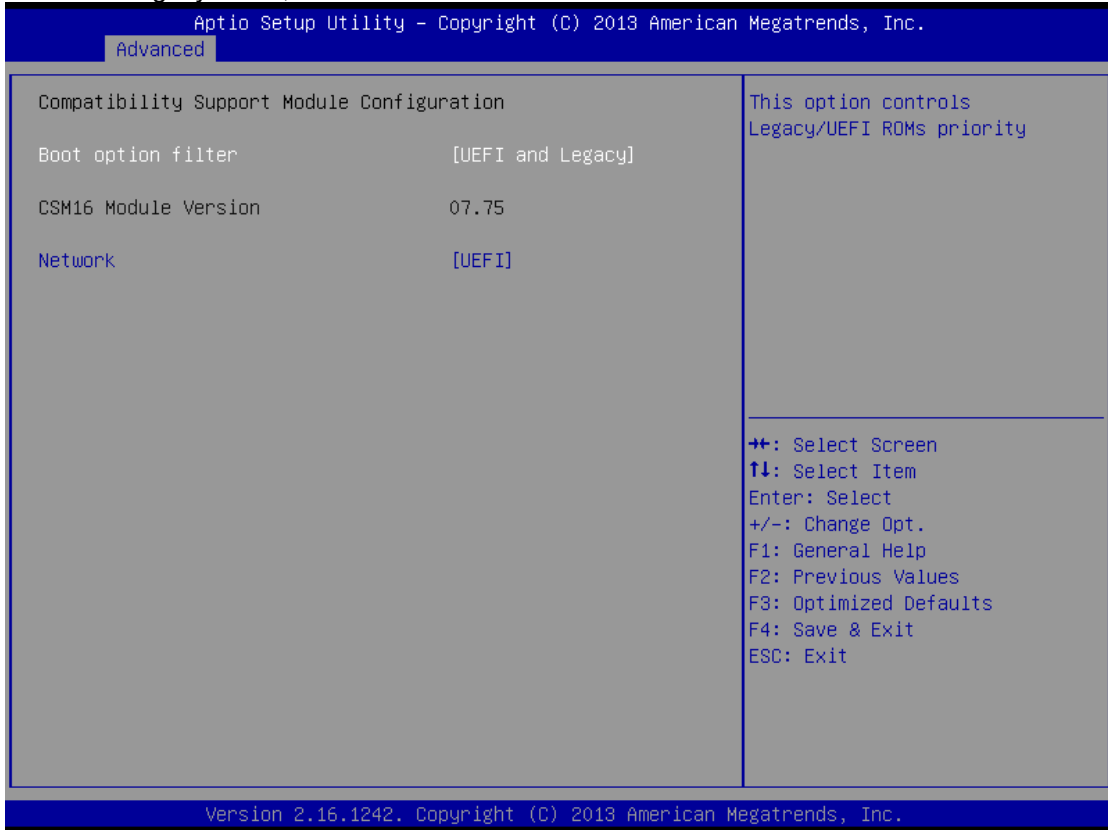 Aptio Setup Utility – Copyright (C) 2013 American Megatrends, Inc.
Advanced
Compatibility Support Module Configuration
Boot option filter [UEFI and Legacy]
CSM16 Module Version 07.75
Network [UEFI]
This option controls
Legacy/UEFI ROMs priority
→←: Select Screen
↑↓: Select Item
Enter: Select
+/-: Change Opt.
F1: General Help
F2: Previous Values
F3: Optimized Defaults
F4: Save & Exit
ESC: Exit
Version 2.16.1242. Copyright (C) 2013 American Megatrends, Inc.